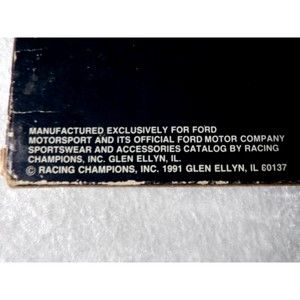 MANUFACTURED EXCLUSIVELY FOR FORD
MOTORSPORT AND ITS OFFICIAL FORD MOTOR COMPANY
SPORTSWEAR AND ACCESSORIES CATALOG BY RACING
CHAMPIONS, INC. GLEN ELLYN, IL.
© RACING CHAMPIONS, INC. 1991 GLEN ELLYN, IL 60137